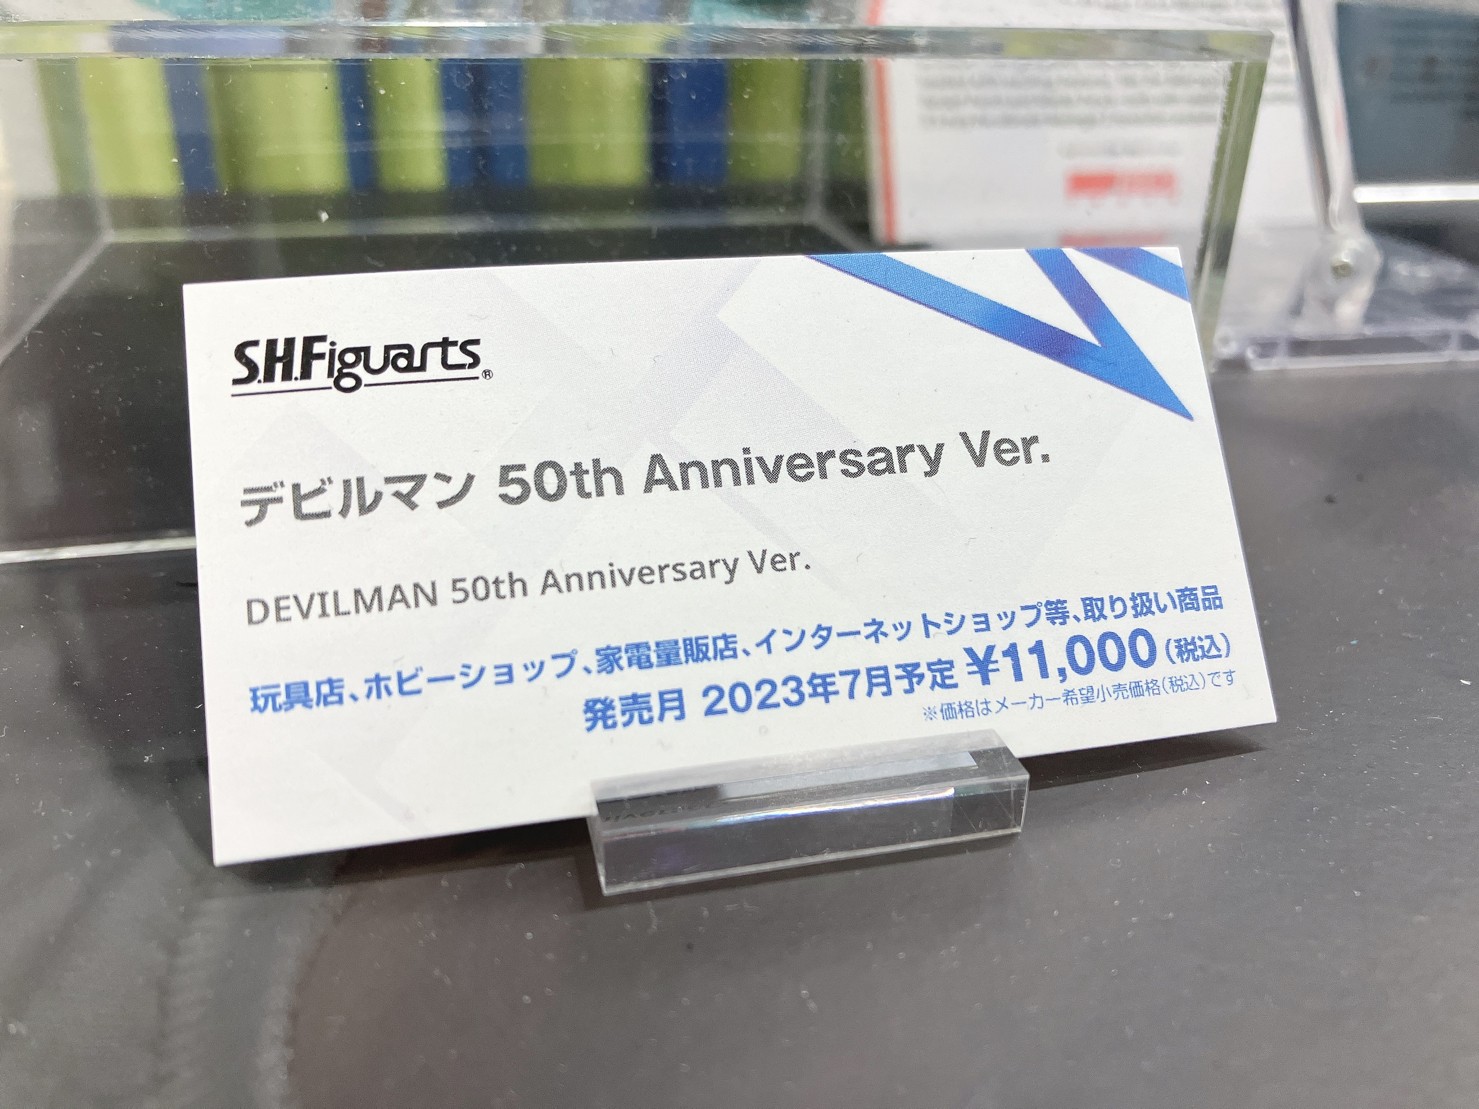 S.H.Figuarts®
デビルマン 50th Anniversary Ver.
DEVILMAN 50th Anniversary Ver.
玩具店、ホビーショップ、家電量販店、インターネットショップ等、取り扱い商品
発売月 2023年7月予定 ¥11,000(税込)
※価格はメーカー希望小売価格(税込)です